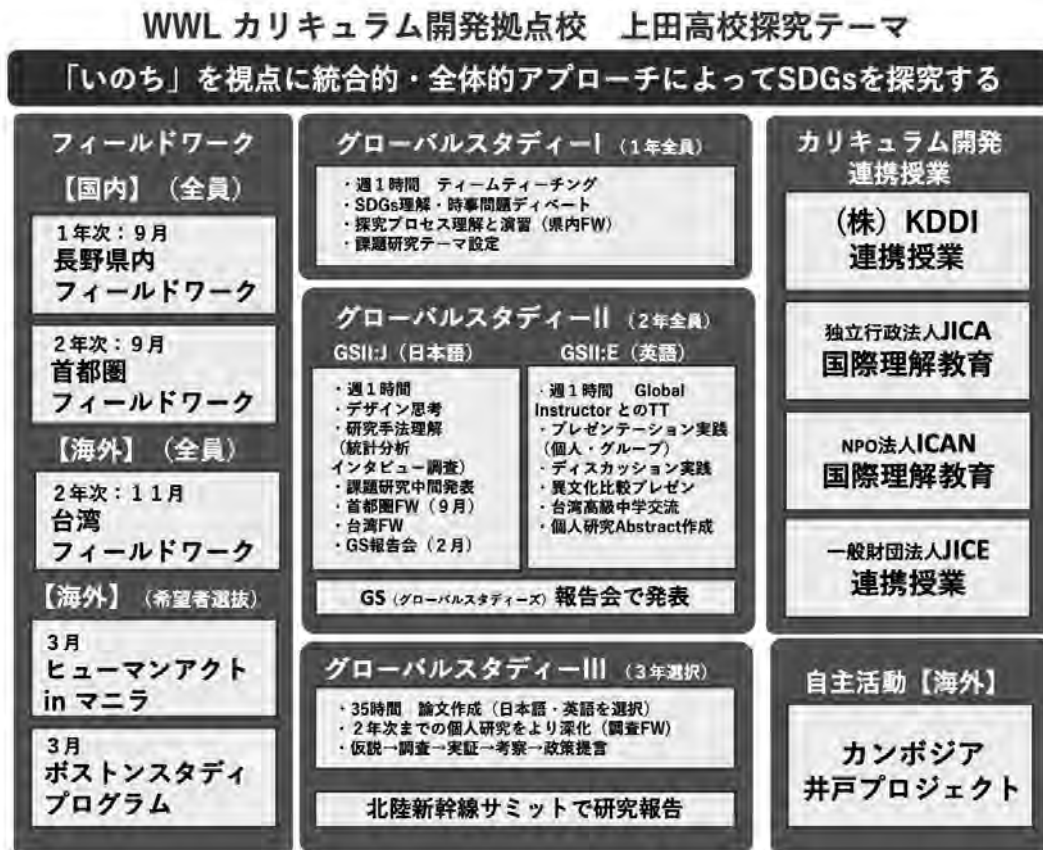 WWL カリキュラム開発拠点校　上田高校探究テーマ
「いのち」を視点に統合的・全体的アプローチによってSDGsを探究する
フィールドワーク
【国内】（全員）
1年次：9月
長野県内
フィールドワーク
2年次：9月
首都圏
フィールドワーク
【海外】（全員）
2年次：11月
台湾
フィールドワーク
【海外】（希望者選抜）
3月
ヒューマンアクト
in マニラ
3月
ボストンスタディ
プログラム
グローバルスタディーI（1年全員）
・週1時間　ティームティーチング
・SDGs理解・時事問題ディベート
・探究プロセス理解と演習（県内FW）
・課題研究テーマ設定
グローバルスタディーII（2年全員）
GSII:J（日本語）
・週1時間
・デザイン思考
・研究手法理解
（統計分析
インタビュー調査）
・課題研究中間発表
・首都圏FW（9月）
・台湾FW
・GS報告会（2月）
GSII:E（英語）
・週1時間　Global
Instructor とのTT
・プレゼンテーション実践
（個人・グループ）
・ディスカッション実践
・異文化比較プレゼン
・台湾高級中学交流
・個人研究Abstract作成
GS（グローバルスタディーズ）報告会で発表
グローバルスタディーIII（3年選択）
・35時間　論文作成（日本語・英語を選択）
・2年次までの個人研究をより深化（調査FW）
・仮説→調査→実証→考察→政策提言
北陸新幹線サミットで研究報告
カリキュラム開発
連携授業
（株）KDDI
連携授業
独立行政法人JICA
国際理解教育
NPO法人ICAN
国際理解教育
一般財団法人JICE
連携授業
自主活動【海外】
カンボジア
井戸プロジェクト